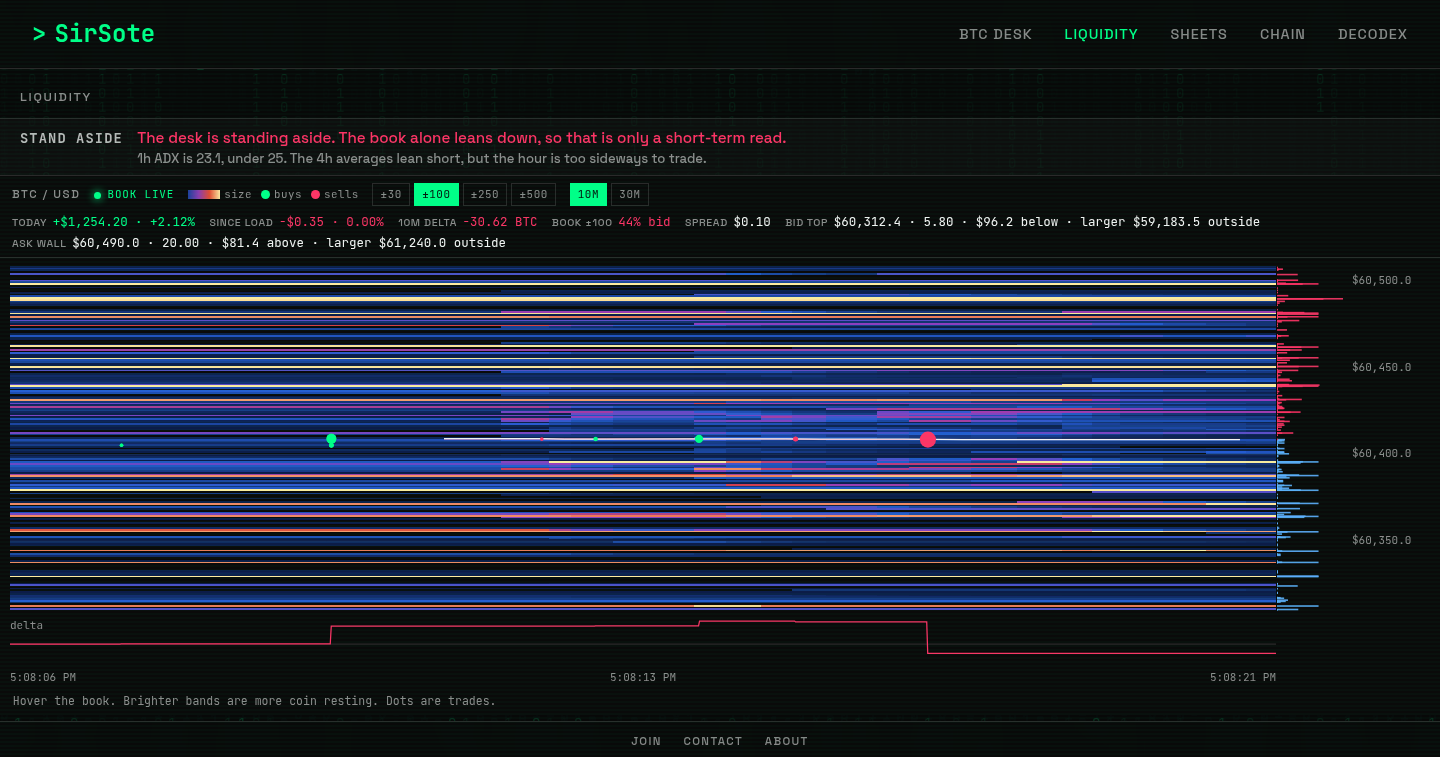 > SirSote
BTC DESK LIQUIDITY SHEETS CHAIN DECODEX
LIQUIDITY
STAND ASIDE The desk is standing aside. The book alone leans down, so that is only a short-term read.
1h ADX is 23.1, under 25. The 4h averages lean short, but the hour is too sideways to trade.
BTC / USD BOOK LIVE size buys sells ±30 ±100 ±250 ±500 10M 30M
TODAY +$1,254.20 · +2.12% SINCE LOAD -$0.35 · 0.00% 10M DELTA -30.62 BTC BOOK ±100 44% bid SPREAD $0.10 BID TOP $60,312.4 · 5.80 · $96.2 below · larger $59,183.5 outside
ASK WALL $60,490.0 · 20.00 · $81.4 above · larger $61,240.0 outside
$60,500.0
$60,450.0
$60,400.0
$60,350.0
delta
5:08:06 PM 5:08:13 PM 5:08:21 PM
Hover the book. Brighter bands are more coin resting. Dots are trades.
JOIN CONTACT ABOUT